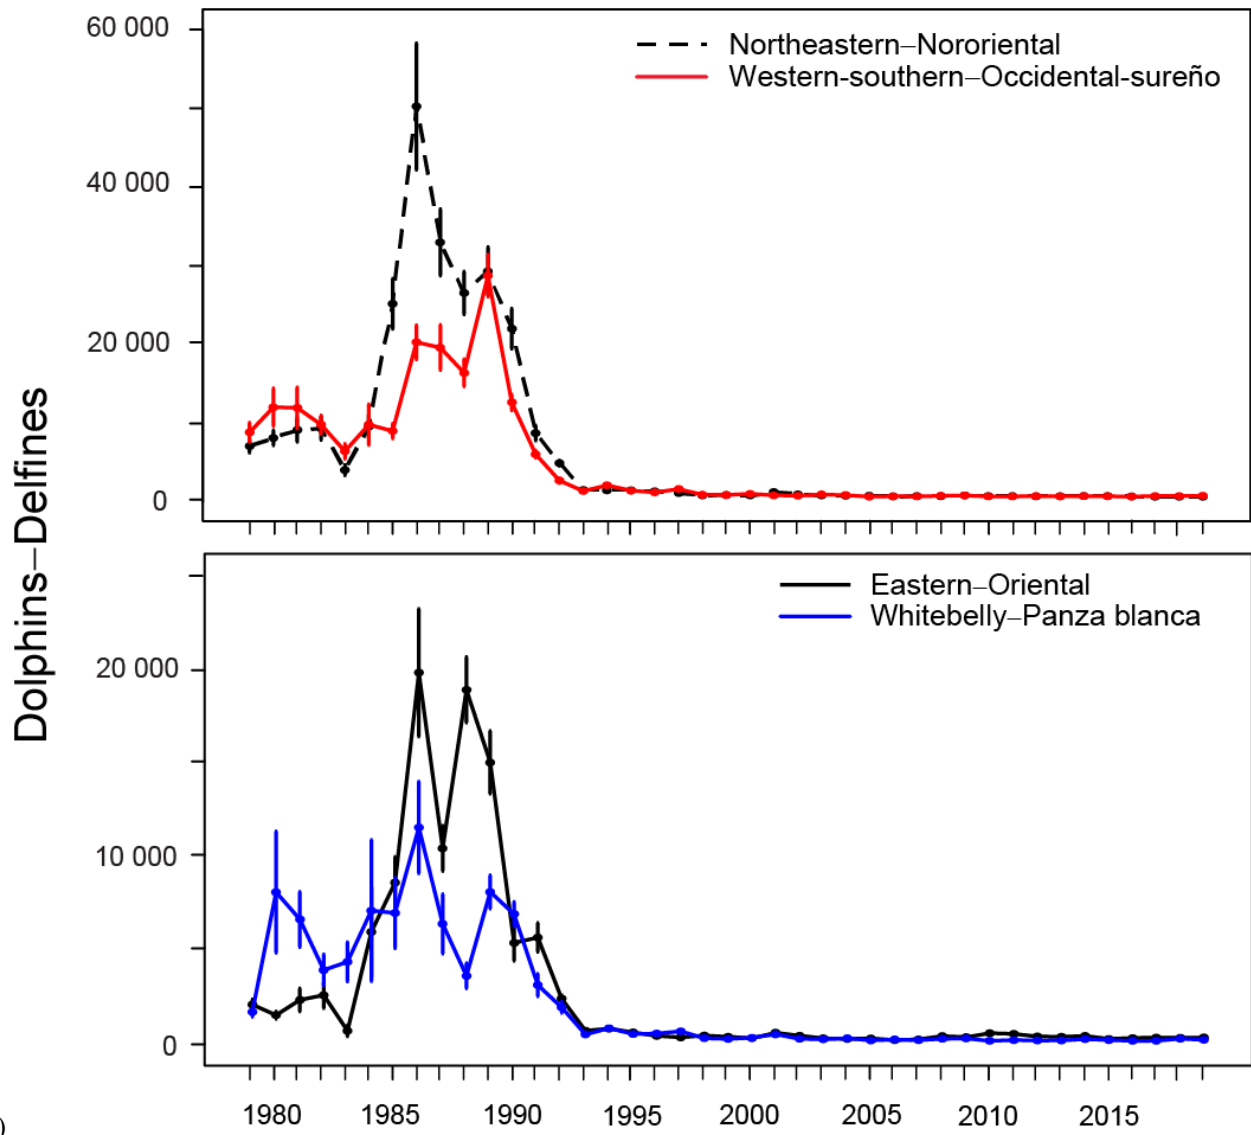 Dolphins–Delfines
60 000
40 000
20 000
0
Northeastern–Nororiental
Western-southern–Occidental-sureño
20 000
10 000
0
Eastern–Oriental
Whitebelly–Panza blanca
1980 1985 1990 1995 2000 2005 2010 2015
)